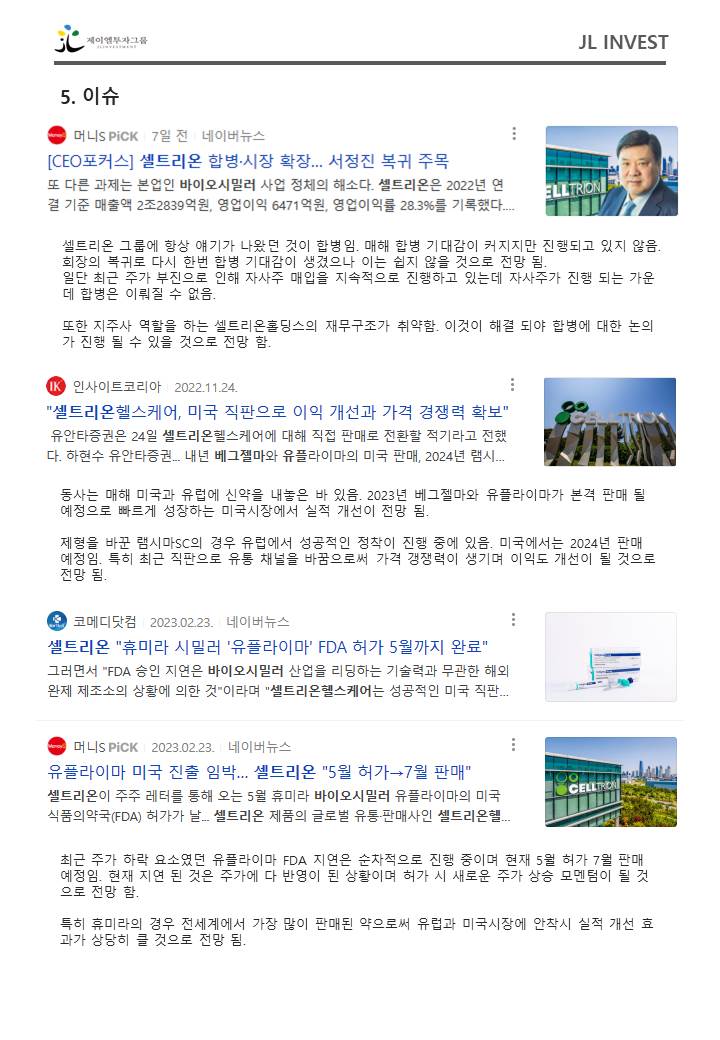 제이엘투자그룹
JL INVESTMENT
JL INVEST
5. 이슈
머니S PiCK 7일 전 네이버뉴스
[CEO포커스] 셀트리온 합병·시장 확장... 서정진 복귀 주목
또 다른 과제는 본업인 바이오시밀러 사업 정체의 해소다. 셀트리온은 2022년 연
결 기준 매출액 2조2839억원, 영업이익 6471억원, 영업이익률 28.3%를 기록했다....
ELLTRION
셀트리온 그룹에 항상 얘기가 나왔던 것이 합병임. 매해 합병 기대감이 커지지만 진행되고 있지 않음.
회장의 복귀로 다시 한번 합병 기대감이 생겼으나 이는 쉽지 않을 것으로 전망 됨.
일단 최근 주가 부진으로 인해 자사주 매입을 지속적으로 진행하고 있는데 자사주가 진행 되는 가운
데 합병은 이뤄질 수 없음.
또한 지주사 역할을 하는 셀트리온홀딩스의 재무구조가 취약함. 이것이 해결 되야 합병에 대한 논의
가 진행 될 수 있을 것으로 전망 함.
IK 인사이트코리아 2022.11.24.
"셀트리온헬스케어, 미국 직판으로 이익 개선과 가격 경쟁력 확보"
유안타증권은 24일 셀트리온헬스케어에 대해 직접 판매로 전환할 적기라고 전했
다. 하현수 유안타증권... 내년 베그젤마와 유플라이마의 미국 판매, 2024년 램시...
CELLTRION
동사는 매해 미국과 유럽에 신약을 내놓은 바 있음. 2023년 베그젤마와 유플라이마가 본격 판매 될
예정으로 빠르게 성장하는 미국시장에서 실적 개선이 전망 됨.
제형을 바꾼 램시마SC의 경우 유럽에서 성공적인 정착이 진행 중에 있음. 미국에서는 2024년 판매
예정임. 특히 최근 직판으로 유통 채널을 바꿈으로써 가격 갱쟁력이 생기며 이익도 개선이 될 것으로
전망 됨.
코메디닷컴 2023.02.23. 네이버뉴스
셀트리온 "휴미라 시밀러 '유플라이마' FDA 허가 5월까지 완료"
그러면서 "FDA 승인 지연은 바이오시밀러 산업을 리딩하는 기술력과 무관한 해외
완제 제조소의 상황에 의한 것"이라며 "셀트리온헬스케어는 성공적인 미국 직판...
머니S PiCK 2023.02.23. 네이버뉴스
유플라이마 미국 진출 임박... 셀트리온 "5월 허가→7월 판매"
셀트리온이 주주 레터를 통해 오는 5월 휴미라 바이오시밀러 유플라이마의 미국
식품의약국(FDA) 허가가 날... 셀트리온 제품의 글로벌 유통·판매사인 셀트리온헬...
CELLTRION
최근 주가 하락 요소였던 유플라이마 FDA 지연은 순차적으로 진행 중이며 현재 5월 허가 7월 판매
예정임. 현재 지연 된 것은 주가에 다 반영이 된 상황이며 허가 시 새로운 주가 상승 모멘텀이 될 것
으로 전망 함.
특히 휴미라의 경우 전세계에서 가장 많이 판매된 약으로써 유럽과 미국시장에 안착시 실적 개선 효
과가 상당히 클 것으로 전망 됨.